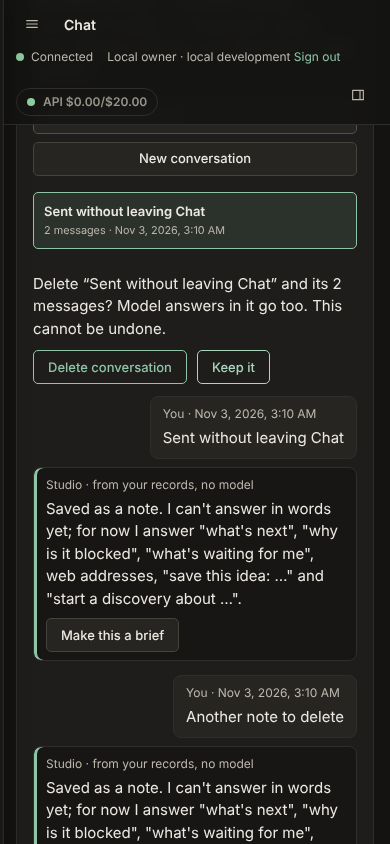 Chat
Connected Local owner · local development Sign out
API $0.00/$20.00
New conversation
Sent without leaving Chat
2 messages · Nov 3, 2026, 3:10 AM
Delete “Sent without leaving Chat” and its 2
messages? Model answers in it go too. This
cannot be undone.
Delete conversation
Keep it
You · Nov 3, 2026, 3:10 AM
Sent without leaving Chat
Studio · from your records, no model
Saved as a note. I can't answer in words
yet; for now I answer "what's next", "why
is it blocked", "what's waiting for me",
web addresses, "save this idea: ..." and
"start a discovery about ...".
Make this a brief
You · Nov 3, 2026, 3:10 AM
Another note to delete
Studio · from your records, no model
Saved as a note. I can't answer in words
yet; for now I answer "what's next", "why
is it blocked", "what's waiting for me",